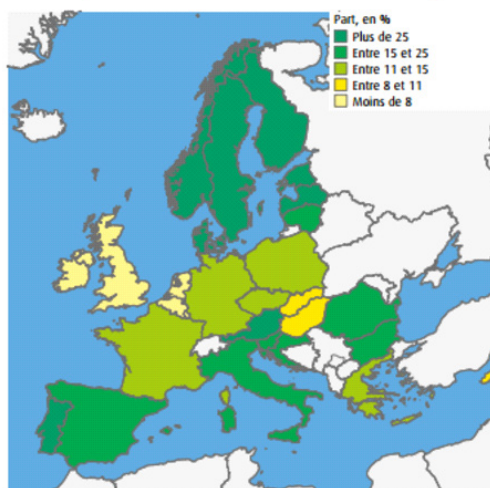 Part, en %
Plus de 25
Entre 15 et 25
Entre 11 et 15
Entre 8 et 11
Moins de 8